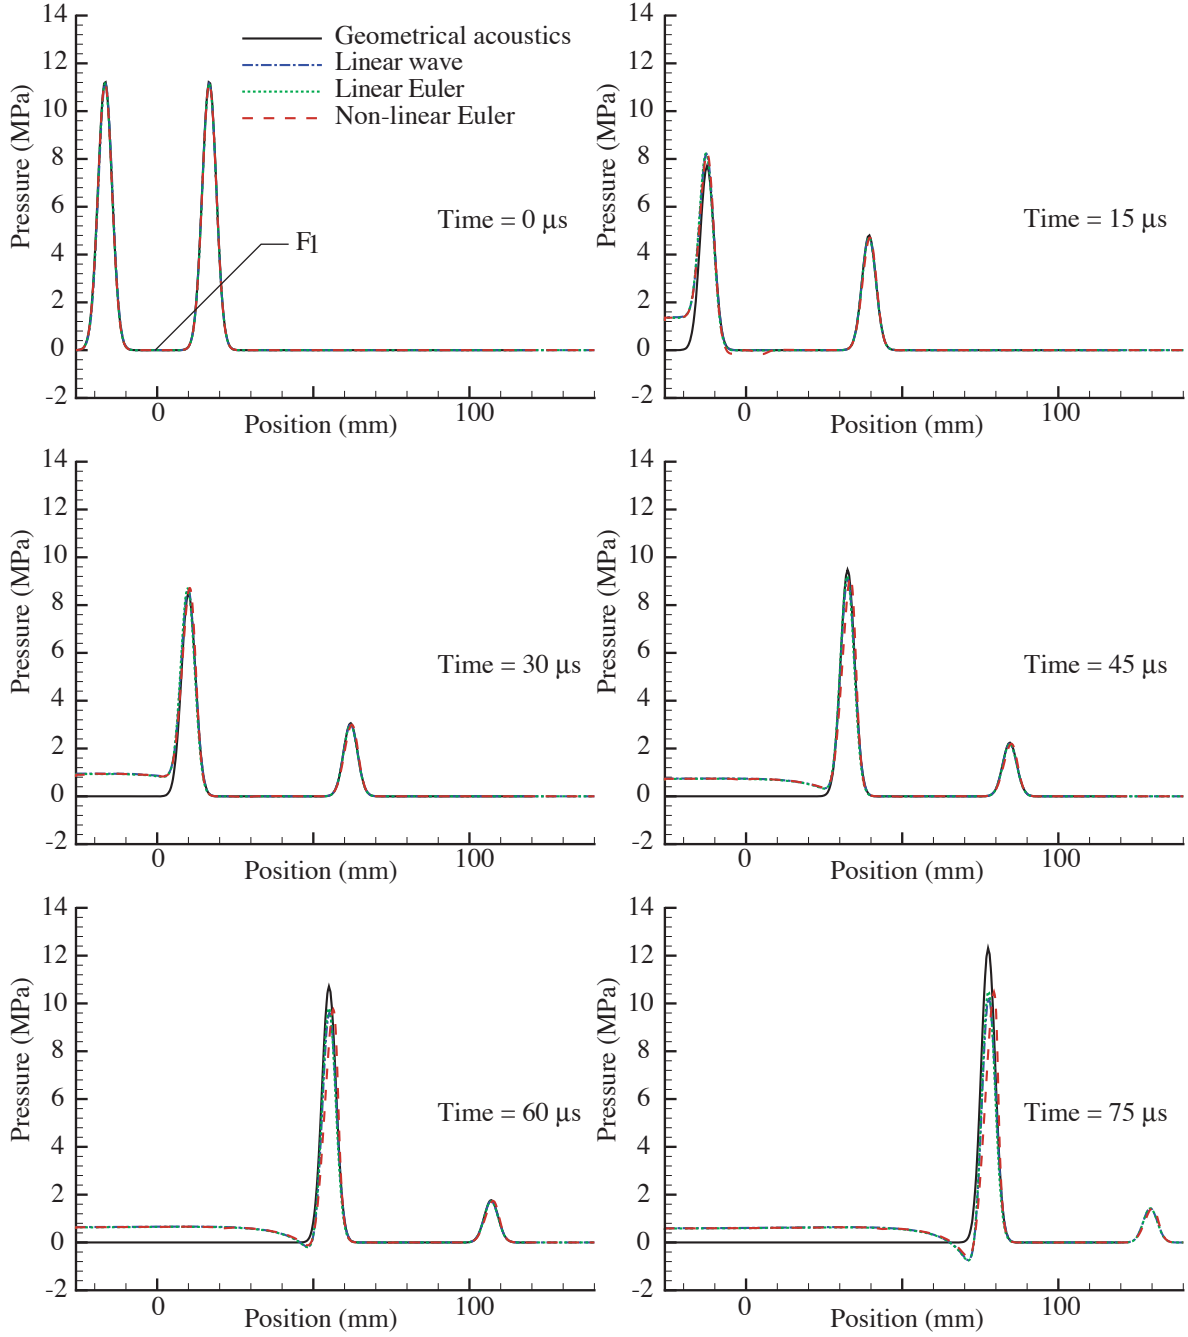 14
12
10
8
6
4
2
0
-2
Pressure (MPa)
Geometrical acoustics
Linear wave
Linear Euler
Non-linear Euler
Time = 0 μs
F1
0
100
Position (mm)
14
12
10
8
6
4
2
0
-2
Pressure (MPa)
Time = 15 μs
0
100
Position (mm)
14
12
10
8
6
4
2
0
-2
Pressure (MPa)
Time = 30 μs
0
100
Position (mm)
14
12
10
8
6
4
2
0
-2
Pressure (MPa)
Time = 45 μs
0
100
Position (mm)
14
12
10
8
6
4
2
0
-2
Pressure (MPa)
Time = 60 μs
0
100
Position (mm)
14
12
10
8
6
4
2
0
-2
Pressure (MPa)
Time = 75 μs
0
100
Position (mm)